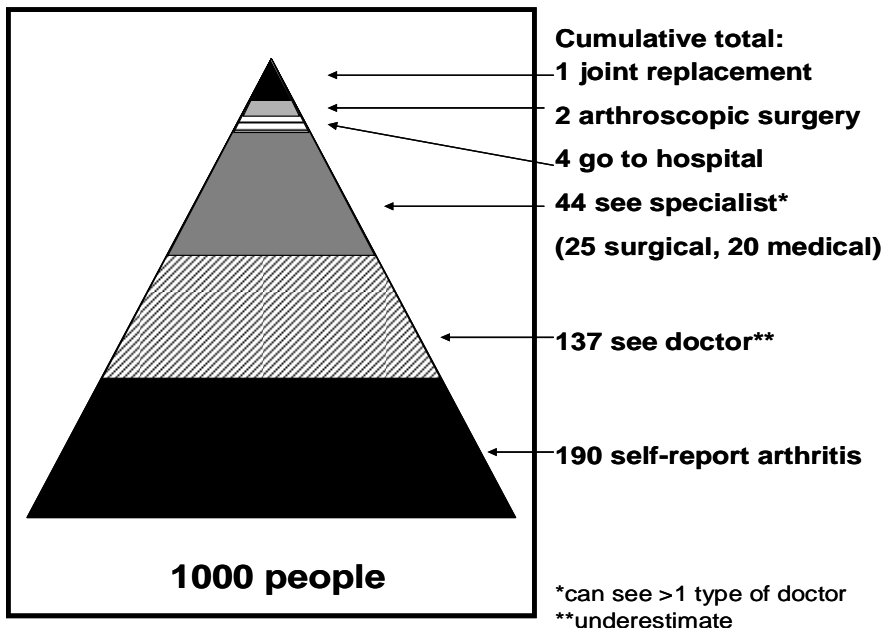 Cumulative total:
1 joint replacement
2 arthroscopic surgery
4 go to hospital
44 see specialist*
(25 surgical, 20 medical)
137 see doctor**
190 self-report arthritis
1000 people
*can see >1 type of doctor
**underestimate